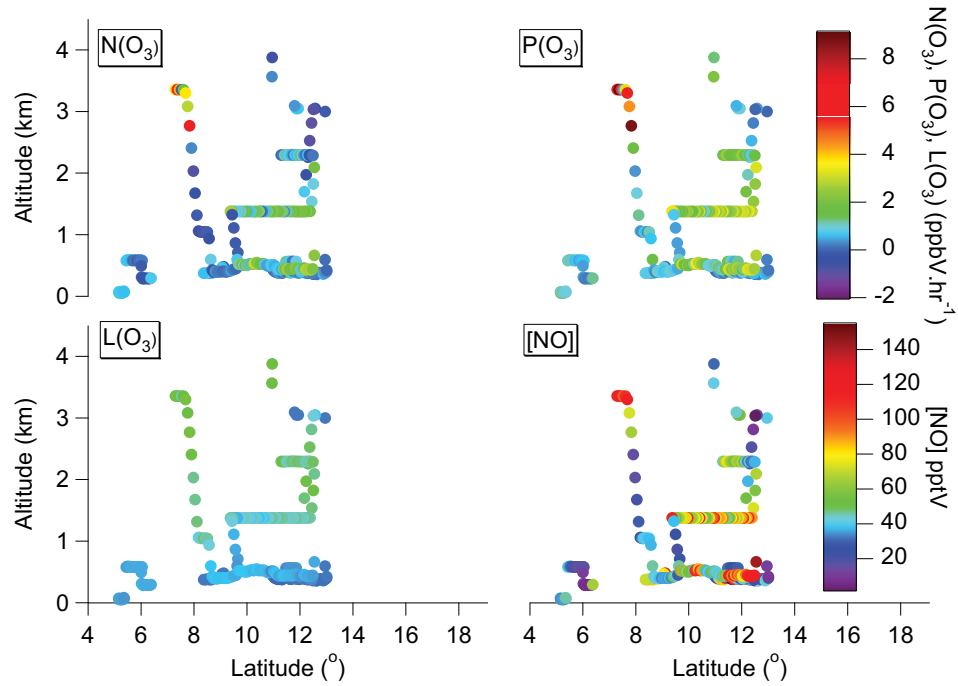 N(O3)
P(O3)
4
3
2
1
0
Altitude (km)
8
6
4
2
0
-2
N(O3), P(O3), L(O3) (ppbV.hr-1)
L(O3)
[NO]
4
3
2
1
0
Altitude (km)
140
120
100
80
60
40
20
[NO] pptV
4 6 8 10 12 14 16 18
4 6 8 10 12 14 16 18
Latitude (o)
Latitude (o)